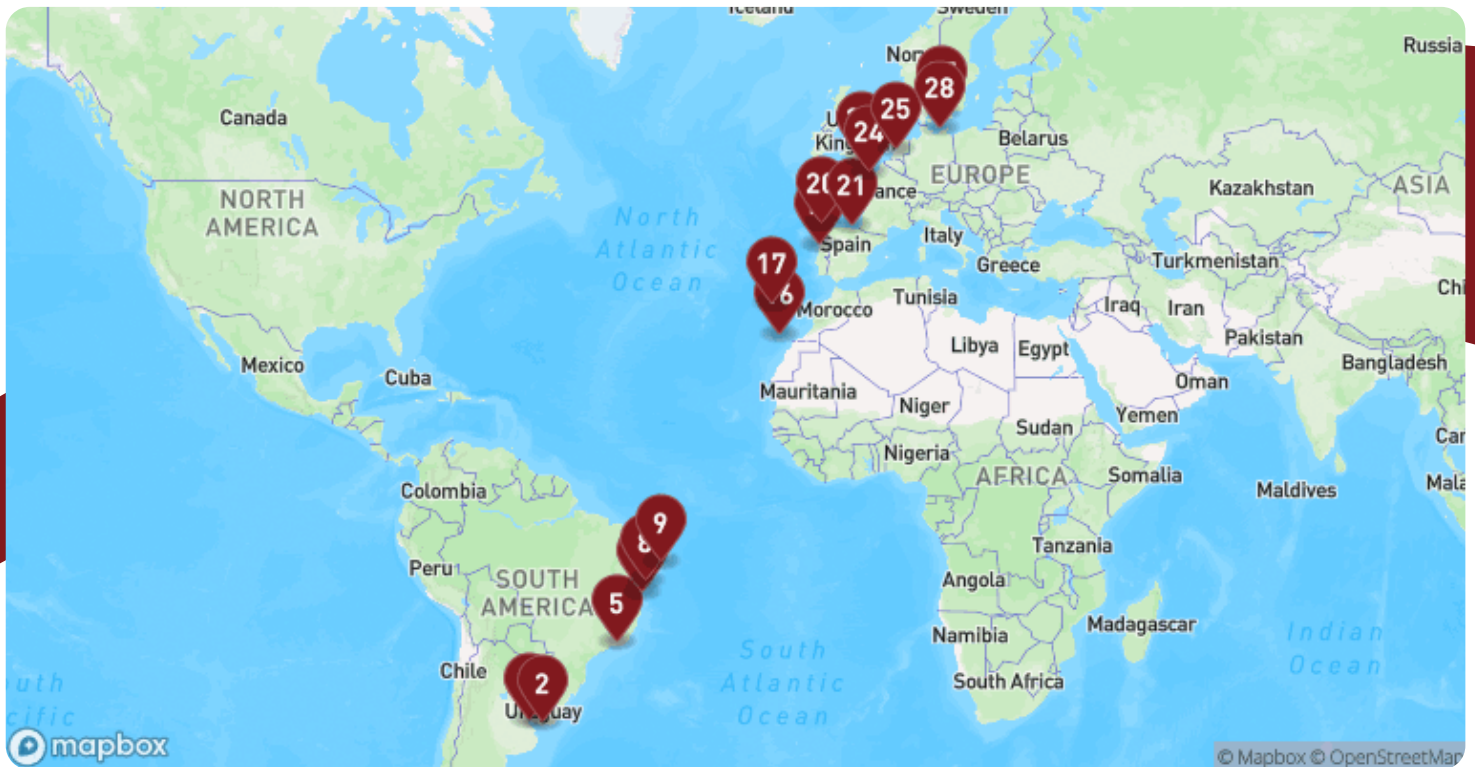 Iceland
Sweden
Russia
Canada
28
25
Belarus
24
EUROPE
20
21
Kazakhstan
ASIA
NORTH
AMERICA
North
Atlantic
Ocean
Spain
Italy
Greece
Turkmenistan
17
Morocco
Tunisia
Iraq
Iran
Libya
Egypt
Pakistan
Mexico
Cuba
Bangladesh
Mauritania
Niger
Oman
Yemen
Sudan
Nigeria
AFRICA
Somalia
Colombia
Maldives
9
8
Tanzania
Peru
SOUTH
AMERICA
5
Angola
Madagascar
Namibia
Indian
Ocean
South
Atlantic
Ocean
Chile
2
South Africa
mapbox
© Mapbox © OpenStreetMap